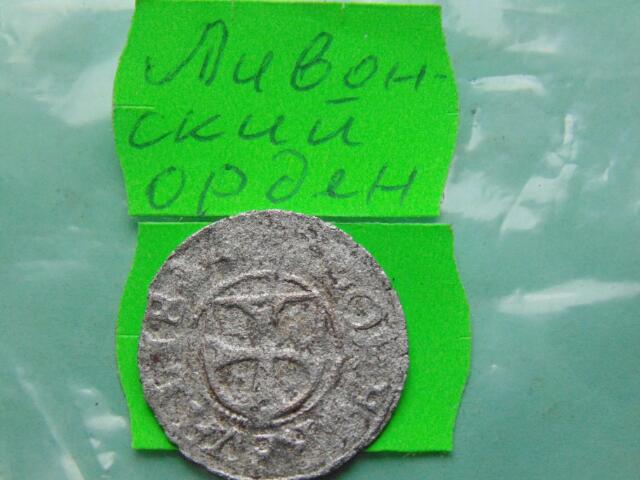 Ливон-
ский
орден